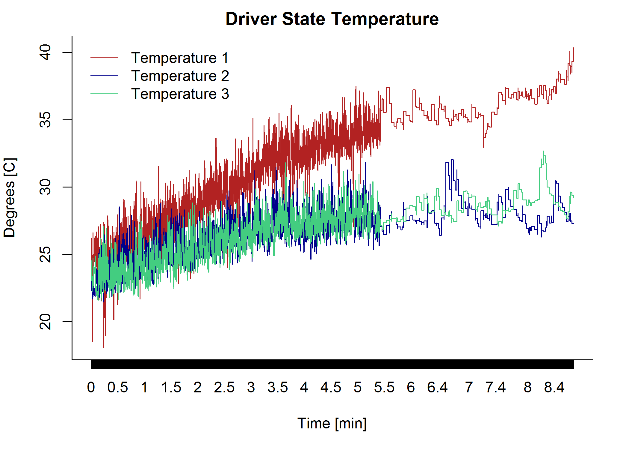 Driver State Temperature
Temperature 1
Temperature 2
Temperature 3
Degrees [C]
40
35
30
25
20
0 0.5 1 1.5 2 2.5 3 3.5 4 4.5 5 5.5 6 6.4 7 7.4 8 8.4
Time [min]